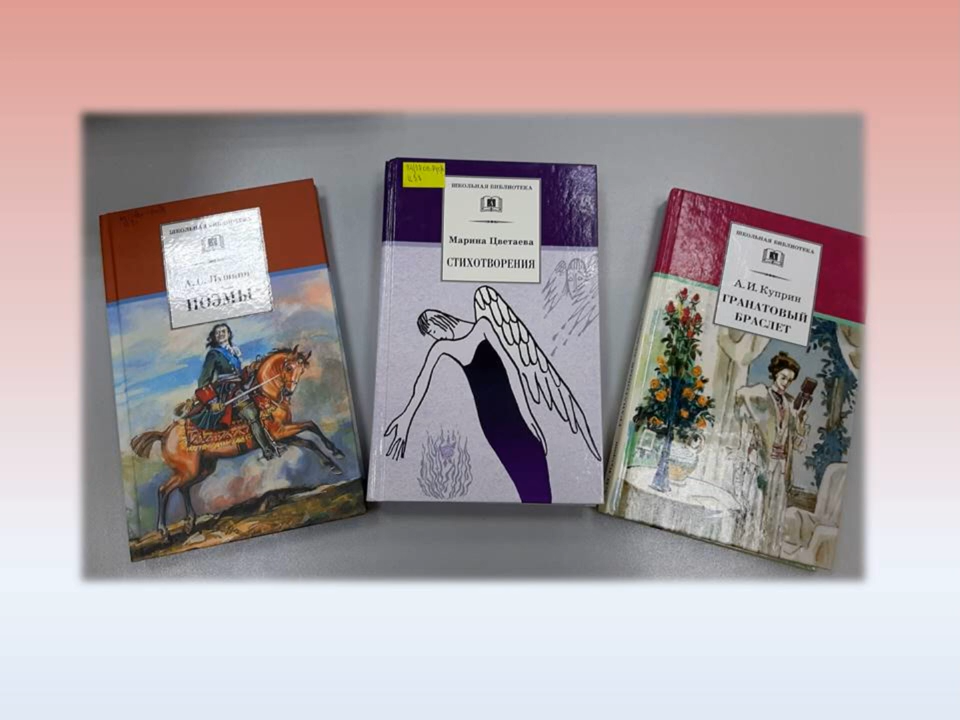 ШКОЛЬНАЯ БИБЛИОТЕКА
А. С. Пушкин
ПОЭМЫ
ШКОЛЬНАЯ БИБЛИОТЕКА
Марина Цветаева
СТИХОТВОРЕНИЯ
ШКОЛЬНАЯ БИБЛИОТЕКА
А. И. Куприн
ГРАНАТОВЫЙ
БРАСЛЕТ